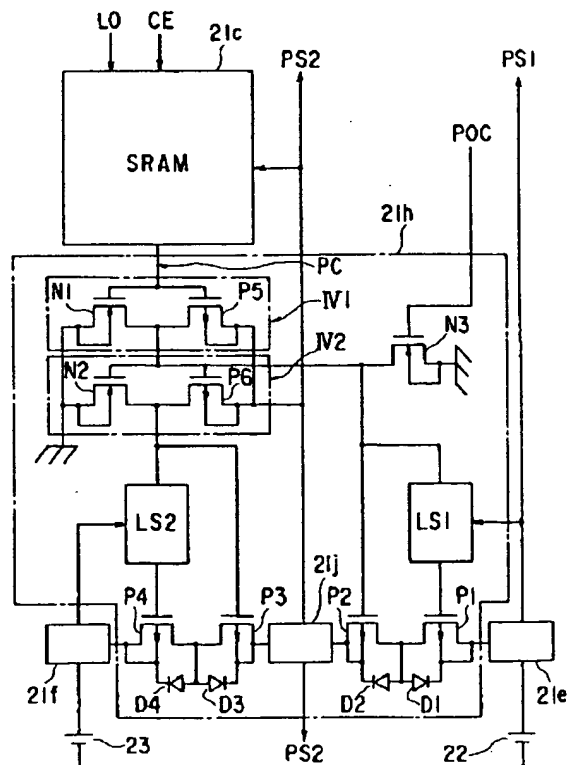 LO CE 21c
PS2 PS1
SRAM
POC
21h
PC
N1 P5 IV1
N3
N2 IV2
P6
LS2 LS1
21j
P4 P3 P2 P1
21f D4 D3 D2 D1 21e
23 PS2 22